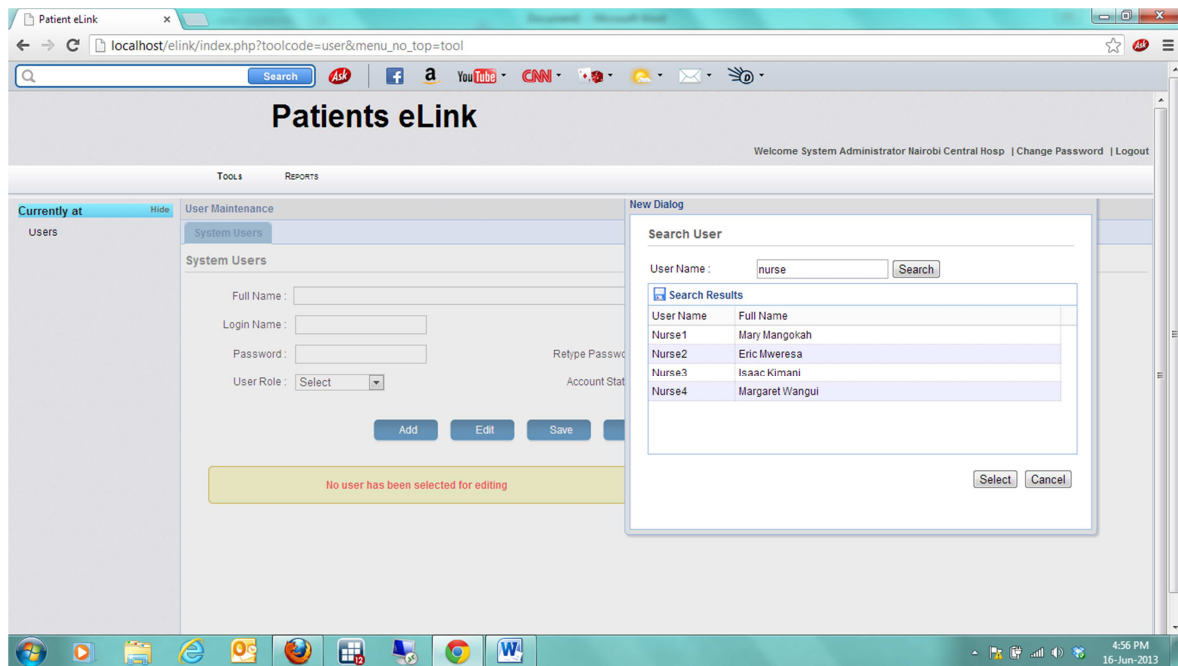 Patient eLink
localhost/elink/index.php?toolcode=user&menu_no_top=tool
Ask
Search Ask a YouTube CNN
Patients eLink
Welcome System Administrator Nairobi Central Hosp | Change Password | Logout
TOOLS REPORTS
Currently at Hide
Users
User Maintenance
System Users
System Users
Full Name :
Login Name :
Password : Retype Passwo
User Role : Select Account Stat
Add Edit Save
No user has been selected for editing
New Dialog
Search User
User Name : nurse Search
Search Results
User Name Full Name
Nurse1 Mary Mangokah
Nurse2 Eric Mweresa
Nurse3 Isaac Kimani
Nurse4 Margaret Wangui
Select Cancel
4:56 PM
16-Jun-2013